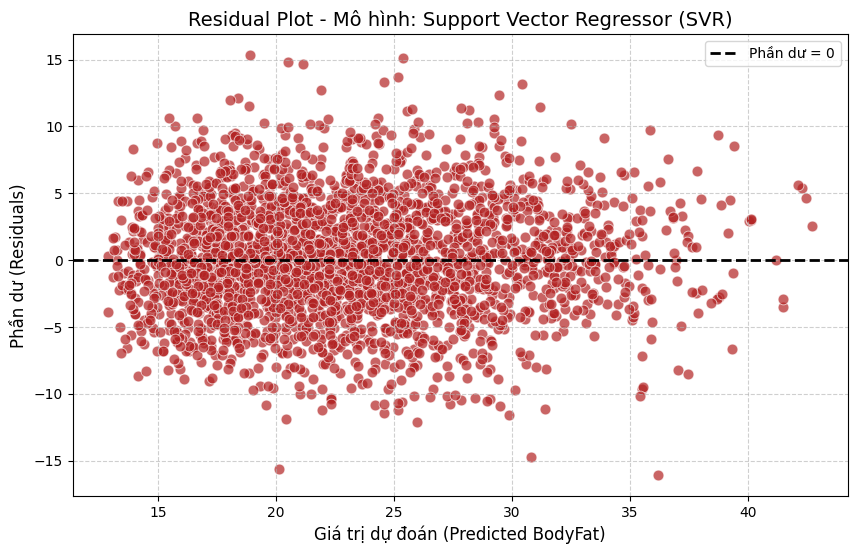 Residual Plot - Mô hình: Support Vector Regressor (SVR)
Phần dư = 0
Phần dư (Residuals)
15
10
5
0
−5
−10
−15
15 20 25 30 35 40
Giá trị dự đoán (Predicted BodyFat)